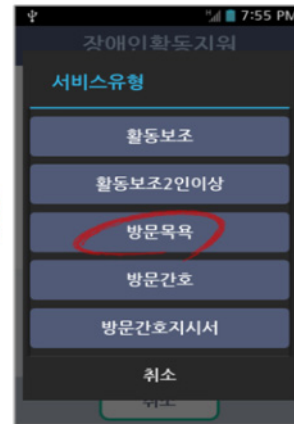 7:55 PM
장애인활동지원
서비스유형
활동보조
활동보조2인이상
방문목욕
방문간호
방문간호지시서
취소
취소